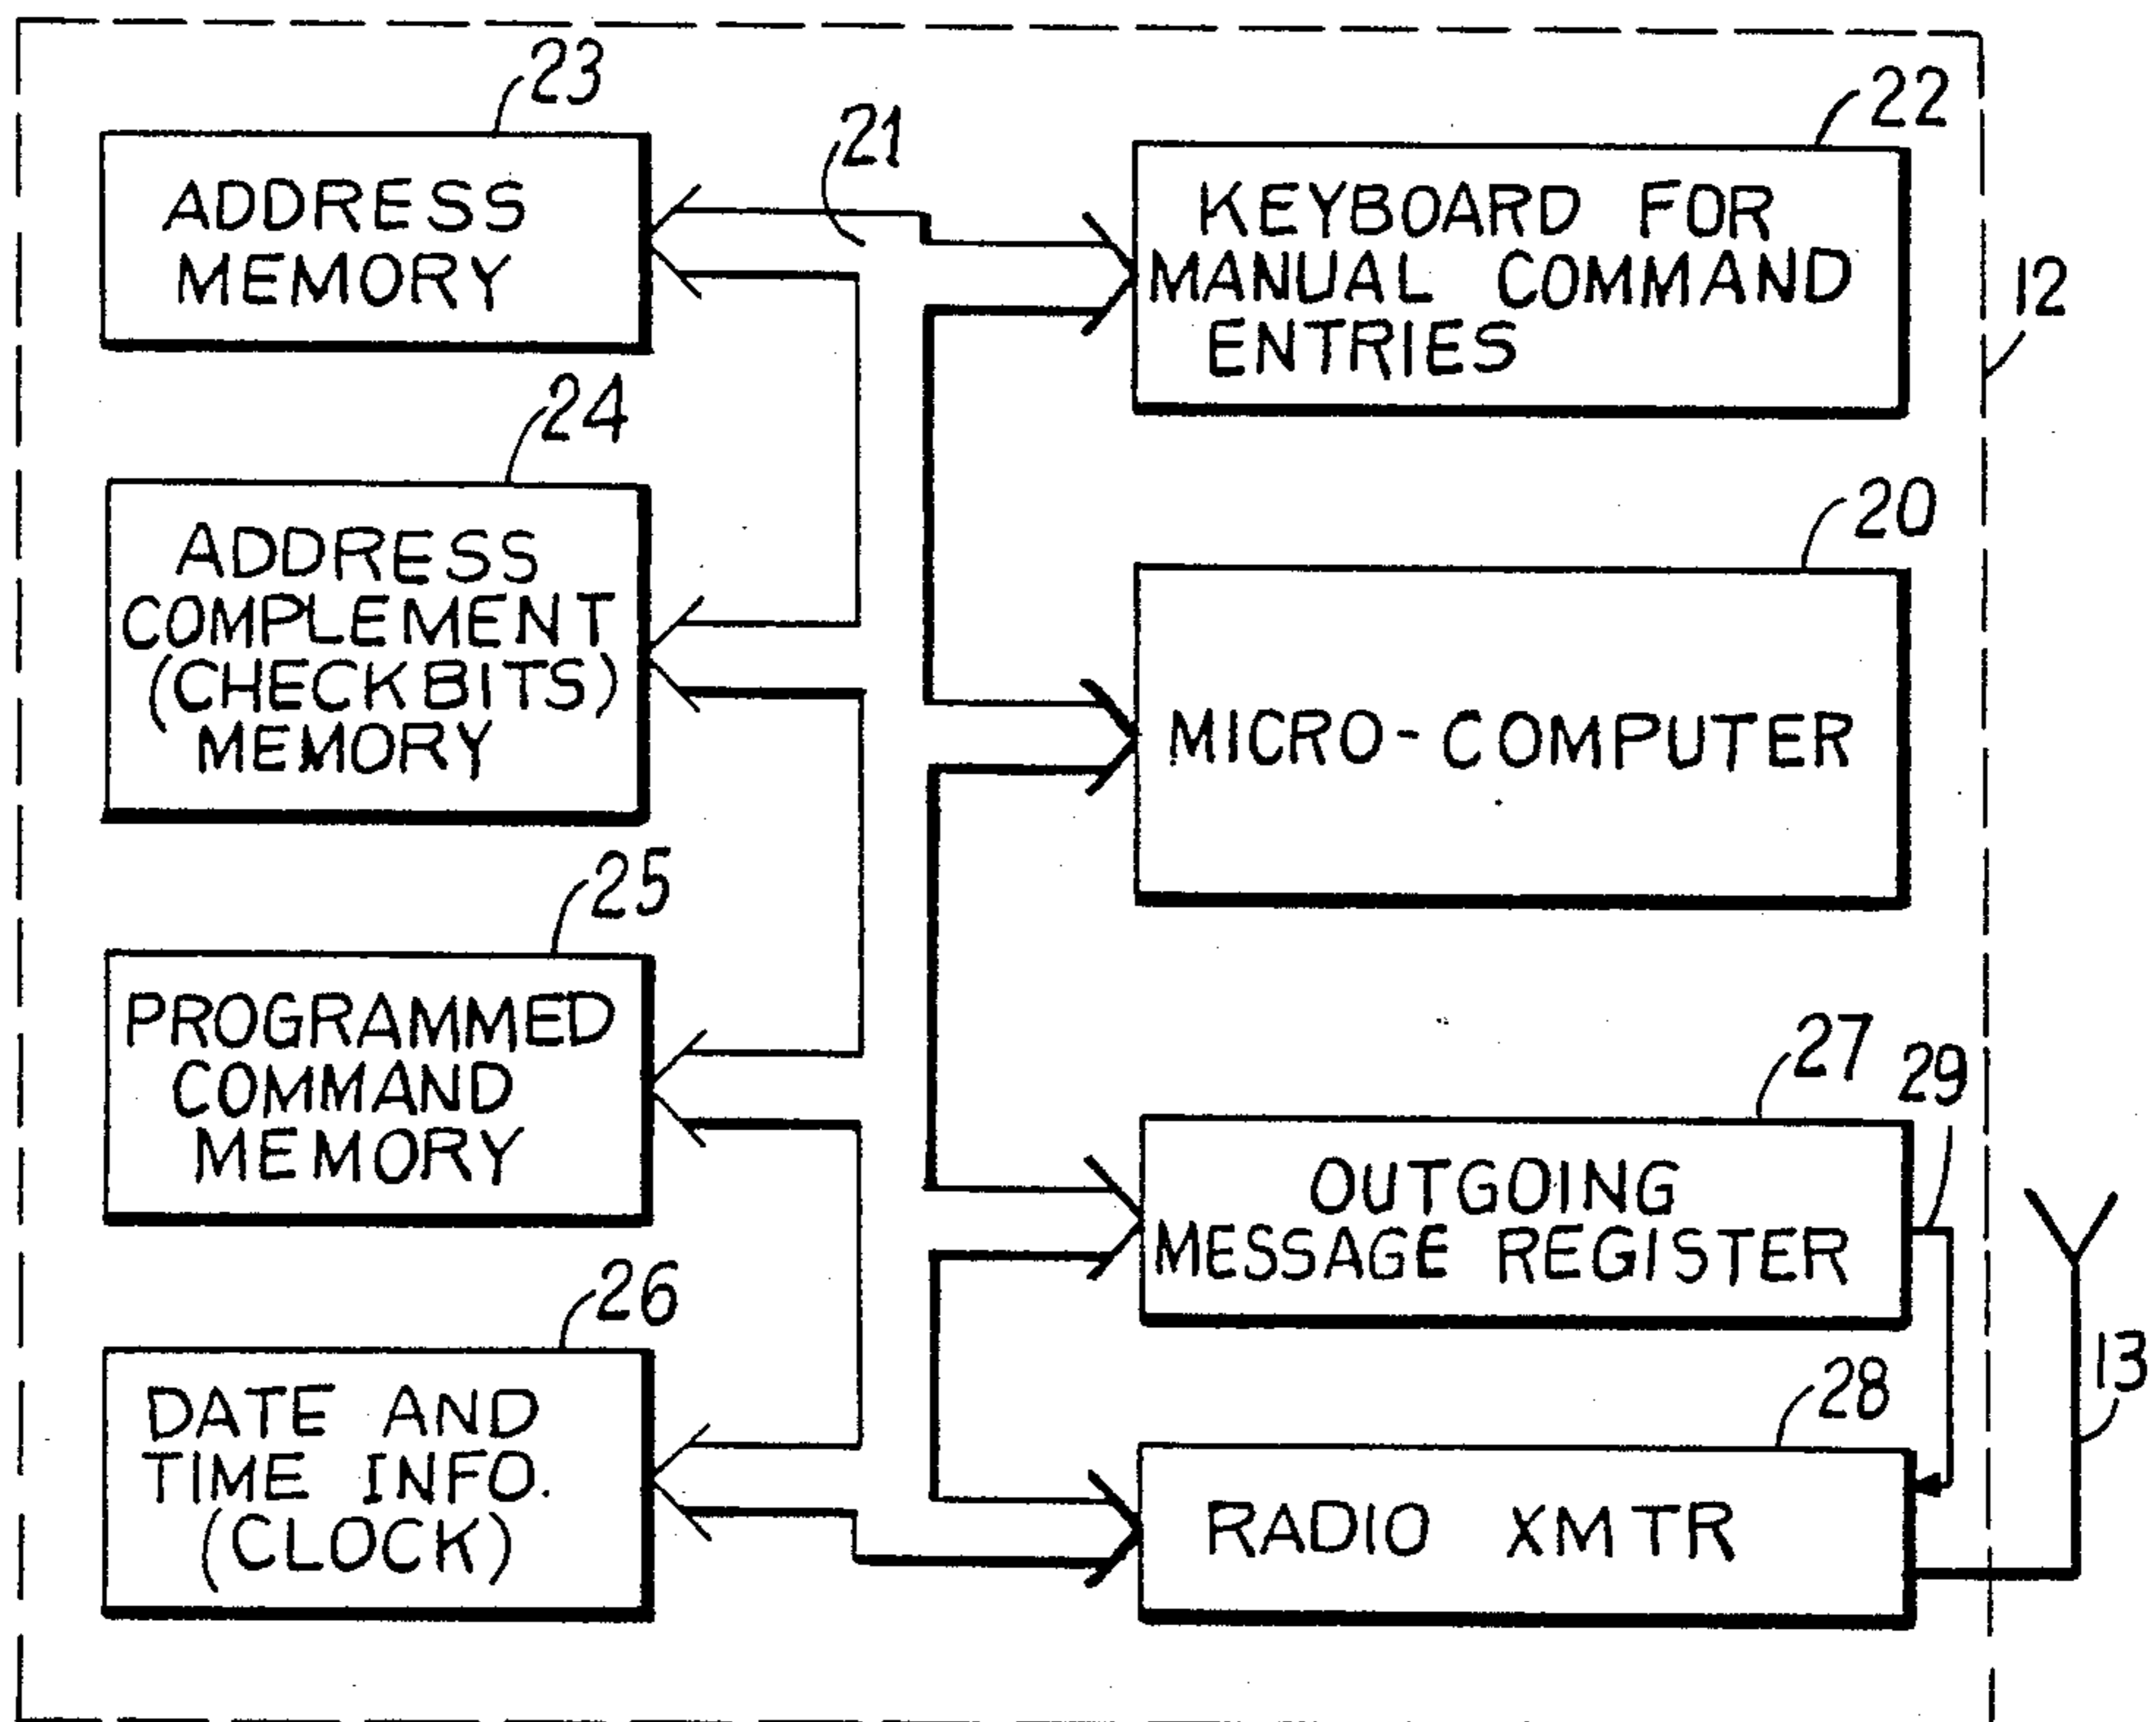 23
ADDRESS
MEMORY
21
22
KEYBOARD FOR
MANUAL COMMAND
ENTRIES
12
24
ADDRESS
COMPLEMENT
(CHECKBITS)
MEMORY
20
MICRO-COMPUTER
25
PROGRAMMED
COMMAND
MEMORY
27
29
OUTGOING
MESSAGE REGISTER
26
DATE AND
TIME INFO.
(CLOCK)
28
RADIO XMTR
13